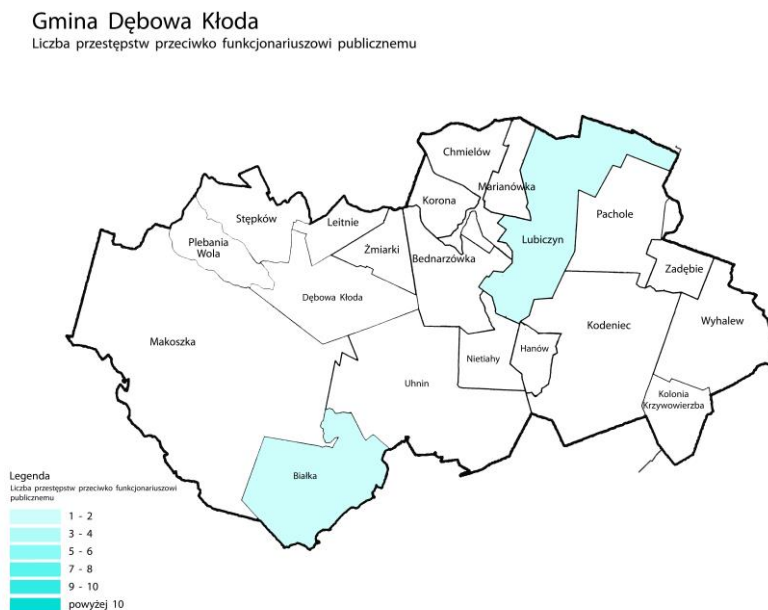 Gmina Dębowa Kłoda
Liczba przestępstw przeciwko funkcjonariuszowi publicznemu
Chmielów
Marianówka
Korona
Pachole
Stępków
Leitnie
Plebania
Wola
Żmiarki
Bednarzówka
Lubiczyn
Zadębie
Dębowa Kłoda
Makoszka
Kodeniec
Wyhalew
Nietiahy
Hanów
Uhnin
Kolonia
Krzywowierzba
Białka
Legenda
Liczba przestępstw przeciwko funkcjonariuszowi
publicznemu
1 - 2
3 - 4
5 - 6
7 - 8
9 - 10
powyżej 10